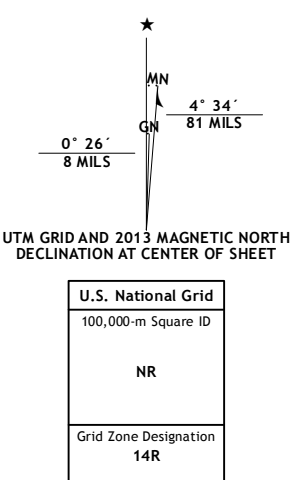 ★
MN
4° 34´
81 MILS
GN
0° 26´
8 MILS
UTM GRID AND 2013 MAGNETIC NORTH
DECLINATION AT CENTER OF SHEET
U.S. National Grid
100,000-m Square ID
NR
Grid Zone Designation
14R